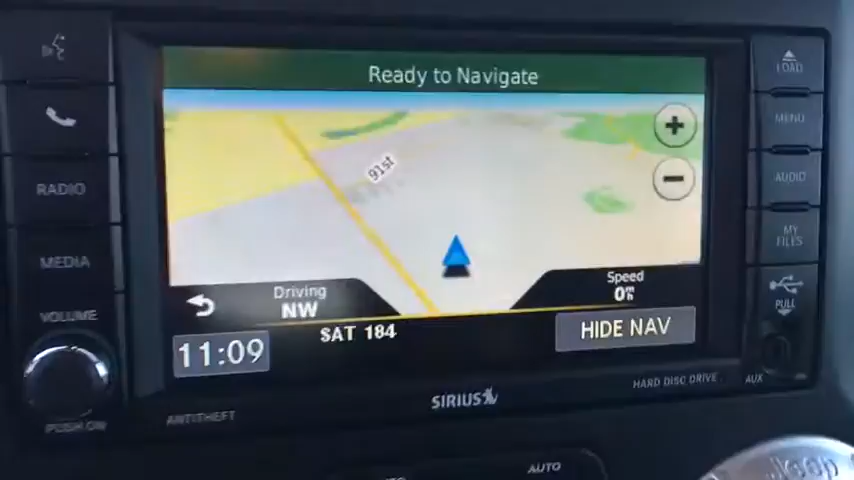 Ready to Navigate
91st
Driving
NW
Speed
0
SAT 184
11:09
HIDE NAV
RADIO
MEDIA
VOLUME
PUSH ON
ANTITHEFT
SIRIUS
HARD DISC DRIVE
AUX
LOAD
MENU
AUDIO
MY
FILES
PULL
AUTO
Jeep